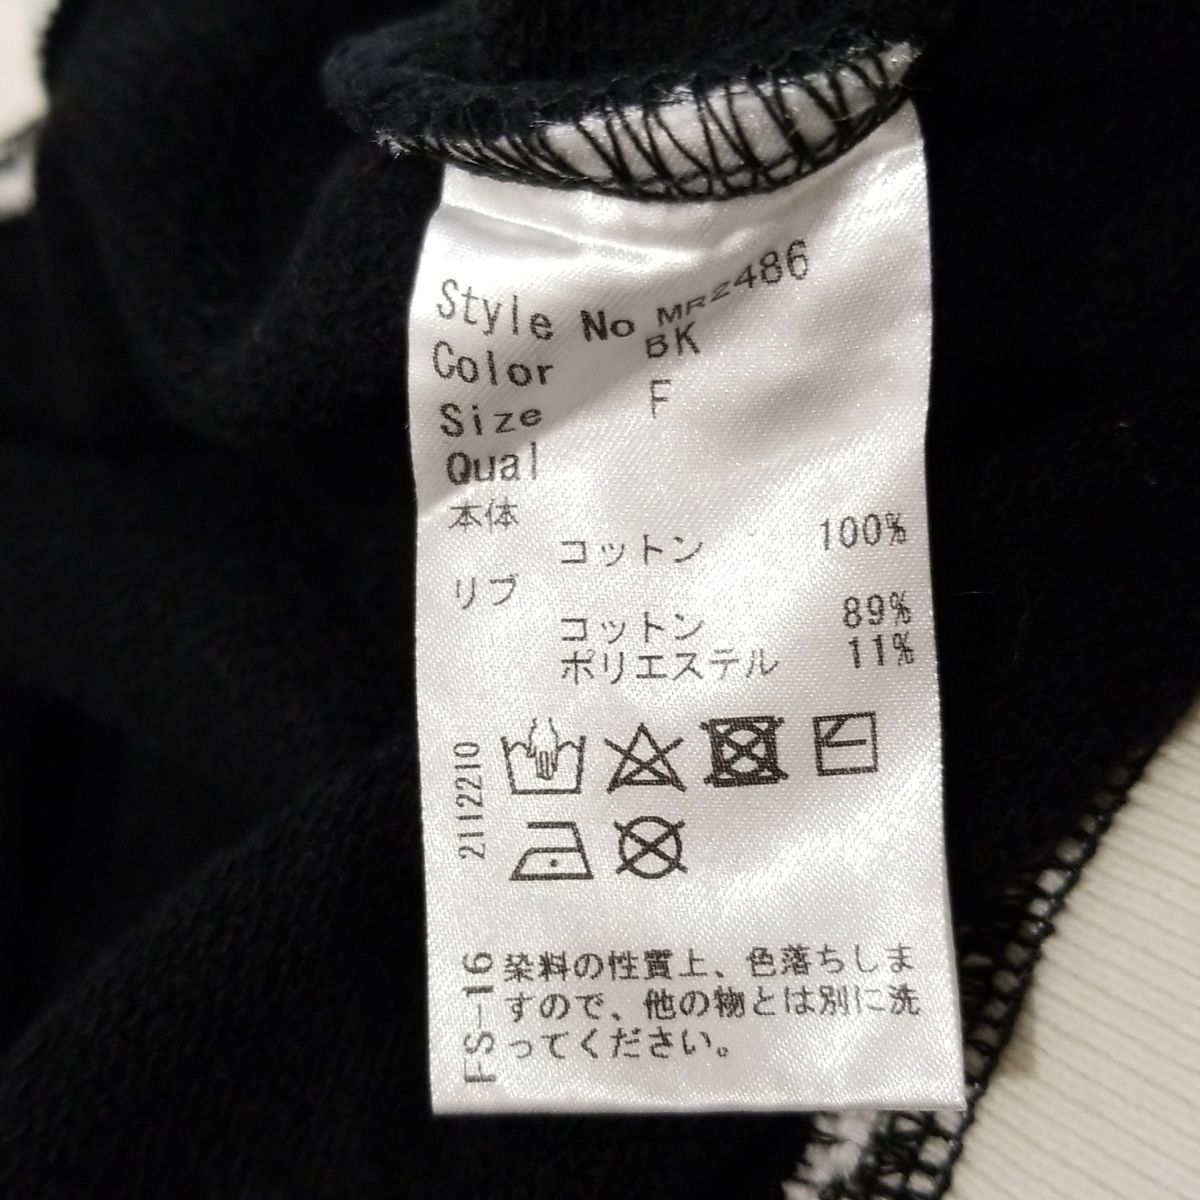 Style No MR2486
Color BK
Size F
Qual
本体
コットン 100%
リブ
コットン 89%
ポリエステル 11%
2112210
FS-16
染料の性質上、色落ちしま
すので、他の物とは別に洗
ってください。